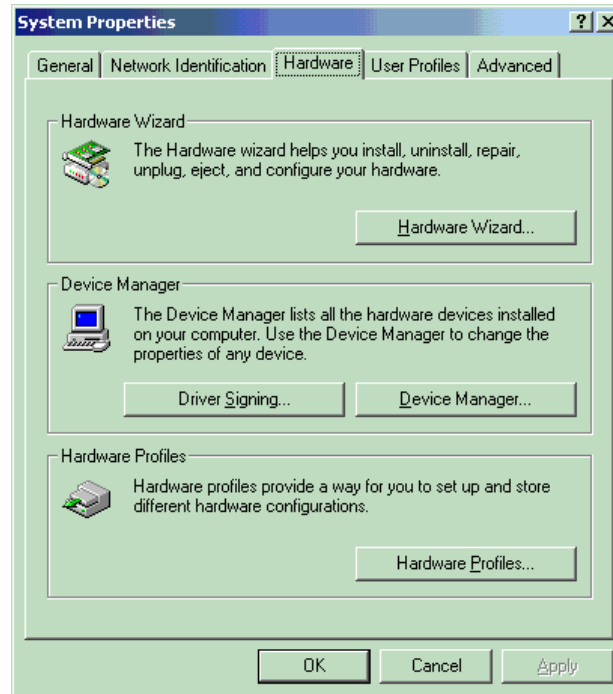 System Properties
General Network Identification Hardware User Profiles Advanced
Hardware Wizard
The Hardware wizard helps you install, uninstall, repair,
unplug, eject, and configure your hardware.
Hardware Wizard...
Device Manager
The Device Manager lists all the hardware devices installed
on your computer. Use the Device Manager to change the
properties of any device.
Driver Signing... Device Manager...
Hardware Profiles
Hardware profiles provide a way for you to set up and store
different hardware configurations.
Hardware Profiles...
OK Cancel Apply